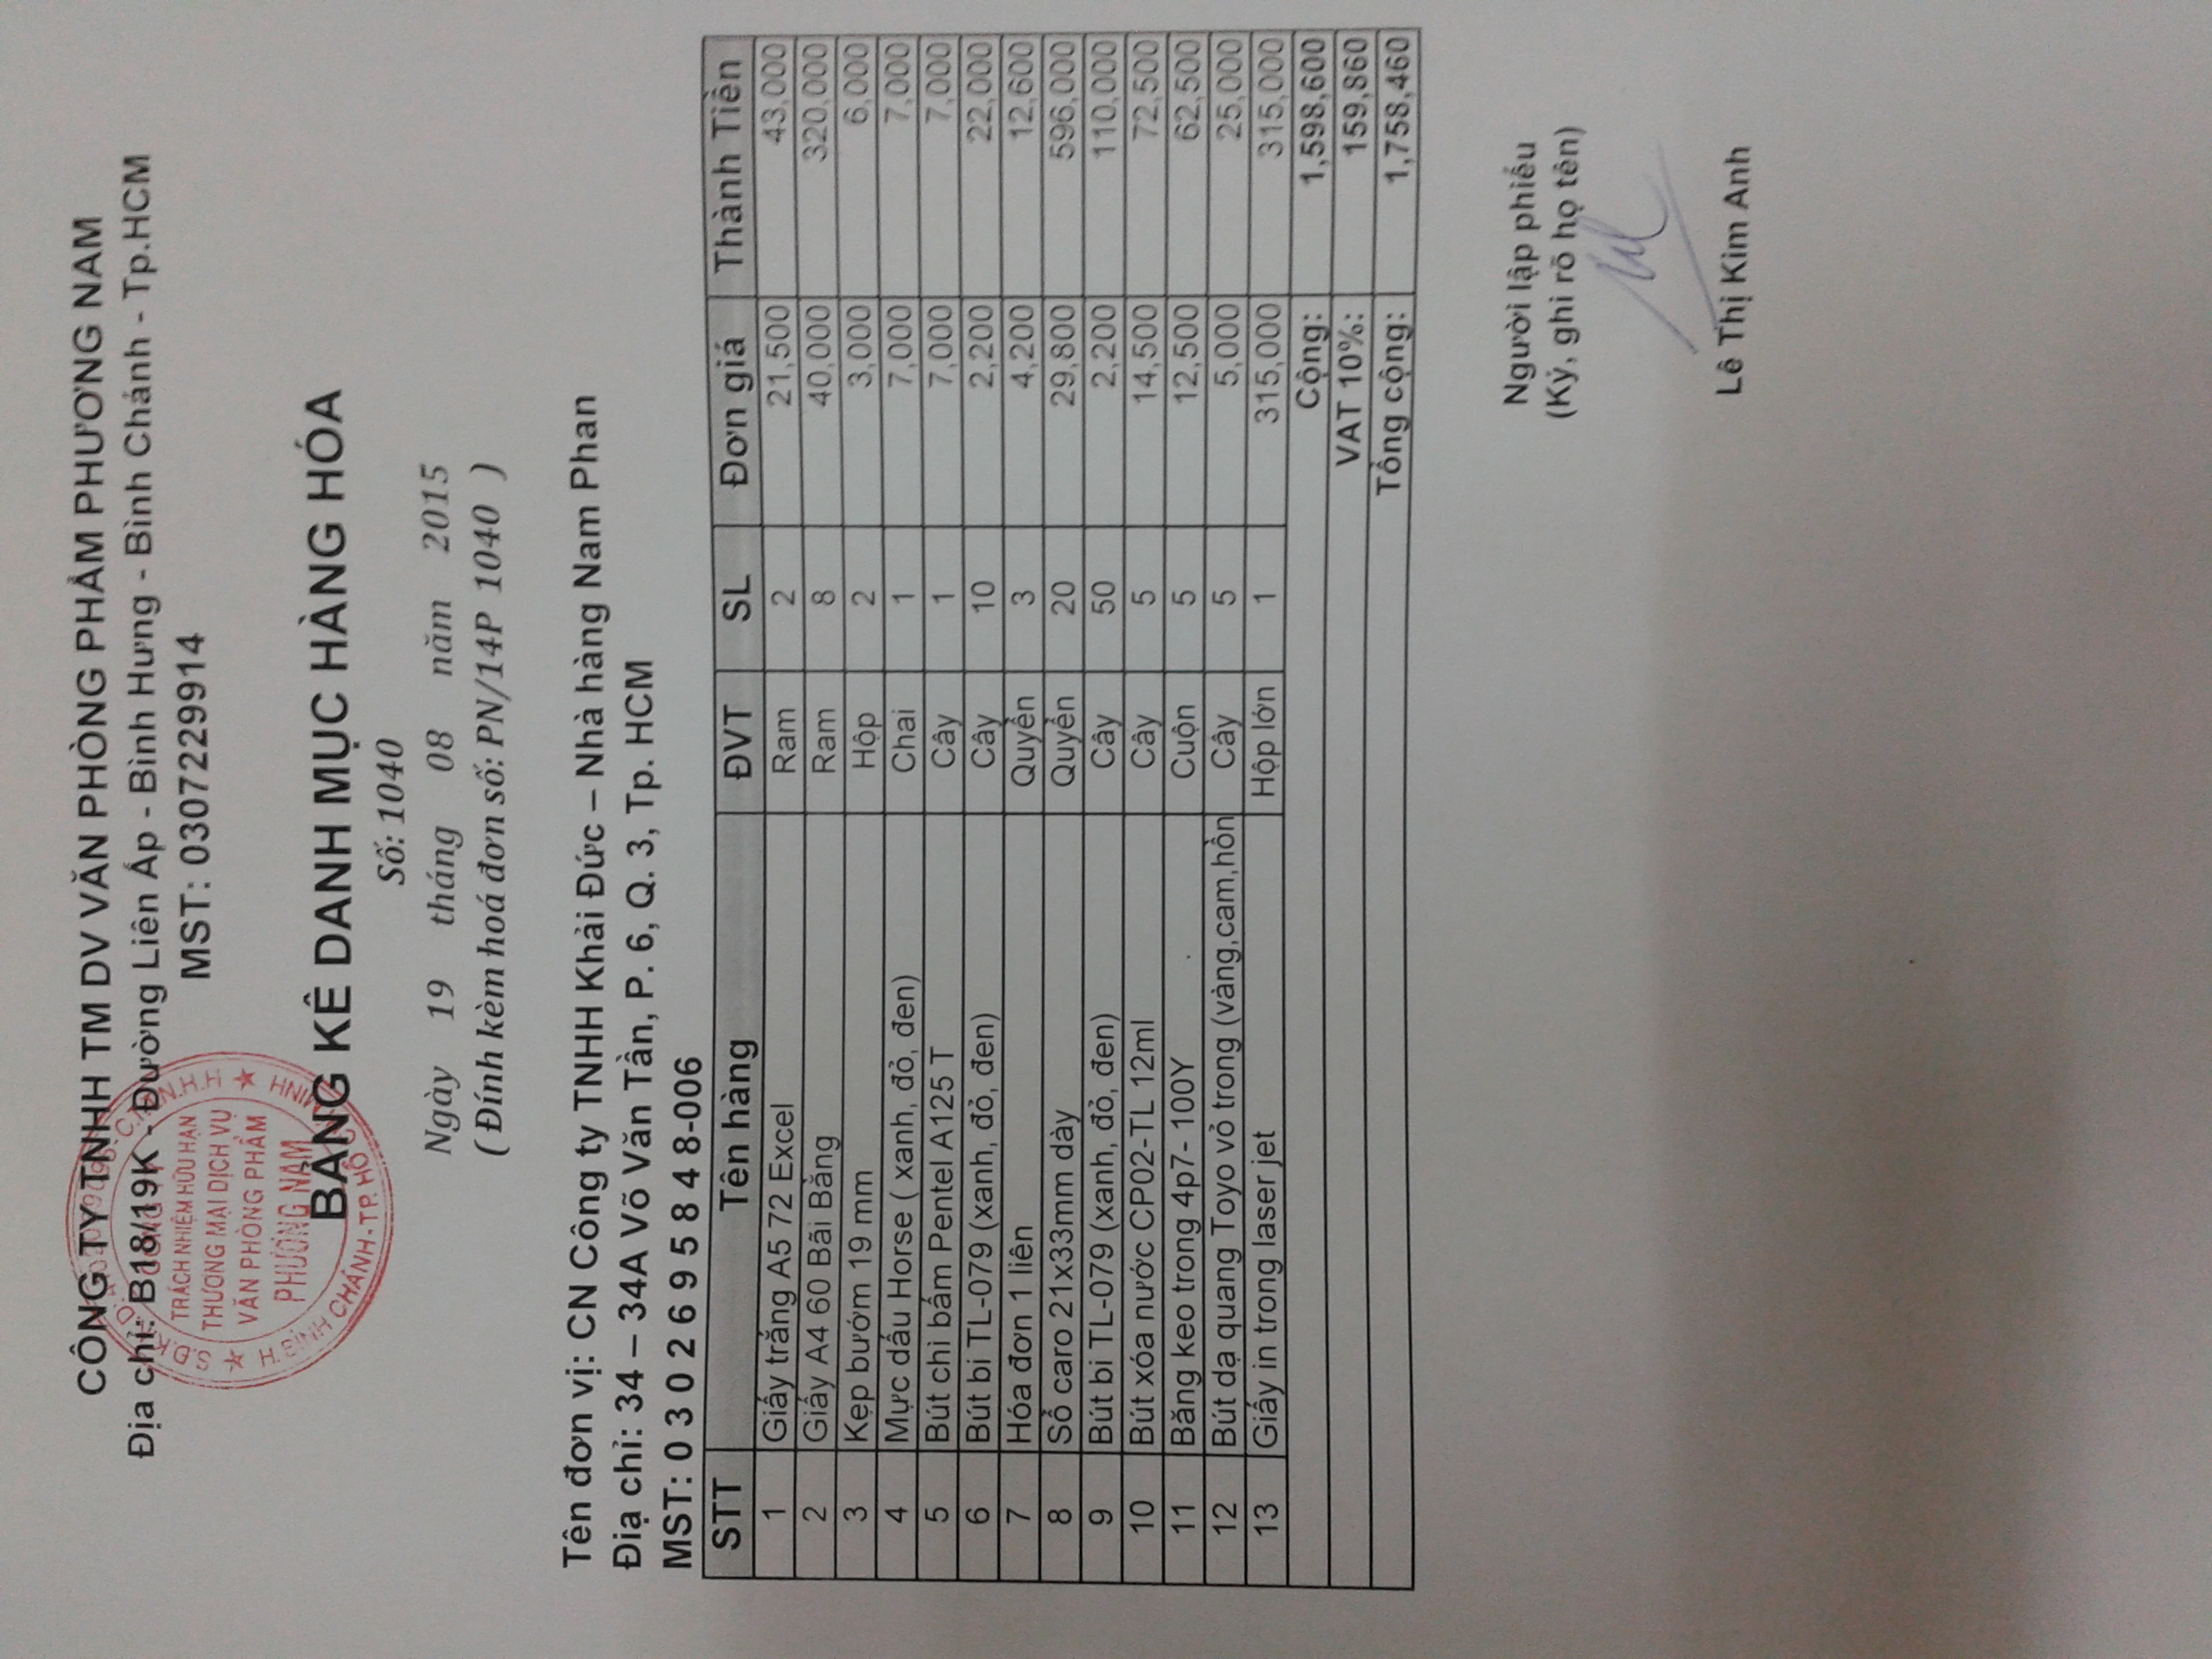 CÔNG TY TNHH TM DV VĂN PHÒNG PHẨM PHƯƠNG NAM
Địa chỉ: B18/19K - Đường Liên Ấp - Bình Hưng - Bình Chánh - Tp.HCM
MST: 0307229914
CÔNG TY
TRÁCH NHIỆM HỮU HẠN
THƯƠNG MẠI DỊCH VỤ
VĂN PHÒNG PHẨM
PHƯƠNG NAM
H.BÌNH CHÁNH-TP. HỒ CHÍ MINH
BẢNG KÊ DANH MỤC HÀNG HÓA
Số: 1040
Ngày 19 tháng 08 năm 2015
( Đính kèm hoá đơn số: PN/14P 1040 )
Tên đơn vị: CN Công ty TNHH Khải Đức – Nhà hàng Nam Phan
Địa chỉ: 34 – 34A Võ Văn Tần, P. 6, Q. 3, Tp. HCM
MST: 0 3 0 2 6 9 5 8 4 8-006
STT Tên hàng ĐVT SL Đơn giá Thành Tiền
1 Giấy trắng A5 72 Excel Ram 2 21,500 43,000
2 Giấy A4 60 Bãi Bằng Ram 8 40,000 320,000
3 Kẹp bướm 19 mm Hộp 2 3,000 6,000
4 Mực dấu Horse ( xanh, đỏ, đen) Chai 1 7,000 7,000
5 Bút chì bấm Pentel A125 T Cây 1 7,000 7,000
6 Bút bi TL-079 (xanh, đỏ, đen) Cây 10 2,200 22,000
7 Hóa đơn 1 liên Quyển 3 4,200 12,600
8 Sổ caro 21x33mm dày Quyển 20 29,800 596,000
9 Bút bi TL-079 (xanh, đỏ, đen) Cây 50 2,200 110,000
10 Bút xóa nước CP02-TL 12ml Cây 5 14,500 72,500
11 Băng keo trong 4p7- 100Y Cuộn 5 12,500 62,500
12 Bút dạ quang Toyo vỏ trong (vàng,cam,hồn Cây 5 5,000 25,000
13 Giấy in trong laser jet Hộp lớn 1 315,000 315,000
Cộng: 1,598,600
VAT 10%: 159,860
Tổng cộng: 1,758,460
Người lập phiếu
(Ký, ghi rõ họ tên)
Lê Thị Kim Anh